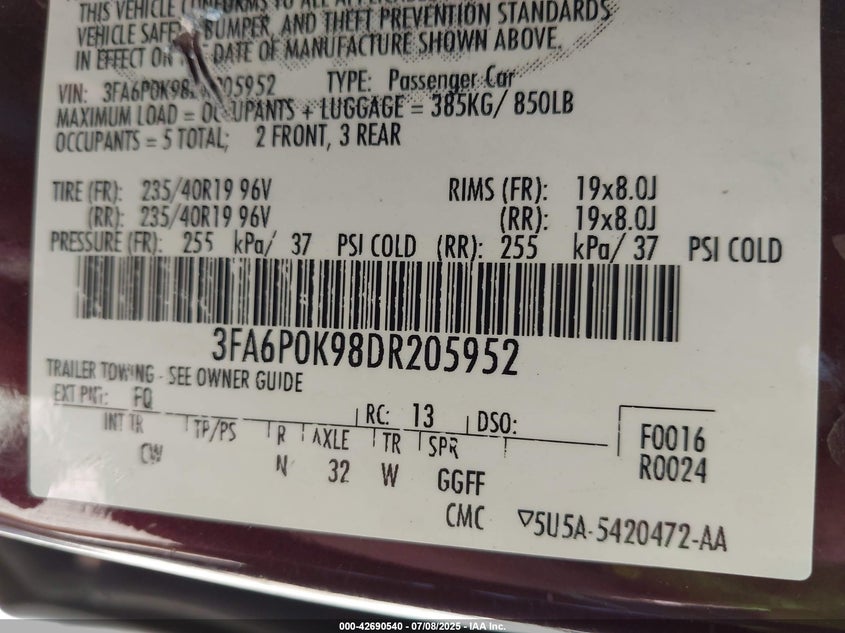 THIS VEHICLE CONFORMS TO ALL APPLICABLE
VEHICLE SAFE BUMPER, AND THEFT PREVENTION STANDARDS
IN EFFECT ON DATE OF MANUFACTURE SHOWN ABOVE.
VIN: 3FA6P0K98 205952 TYPE: Passenger Car
MAXIMUM LOAD = OCCUPANTS + LUGGAGE = 385KG/ 850LB
OCCUPANTS = 5 TOTAL; 2 FRONT, 3 REAR
TIRE (FR): 235/40R19 96V RIMS (FR): 19x8.0J
(RR): 235/40R19 96V (RR): 19x8.0J
PRESSURE (FR): 255 kPa/ 37 PSI COLD (RR): 255 kPa/ 37 PSI COLD
3FA6P0K98DR205952
TRAILER TOWING - SEE OWNER GUIDE
EXT PNT: FQ RC: 13 DSO:
INT TR TP/PS R AXLE TR SPR F0016
CW N 32 W GGFF R0024
CMC ▽5U5A-5420472-AA
000-42690540 - 07/08/2025 - IAA Inc.